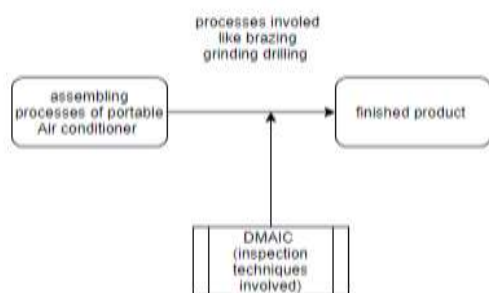 processes involed
like brazing
grinding drilling
assembling
processes of portable
Air conditioner
finished product
DMAIC
(inspection
techniques
involved)